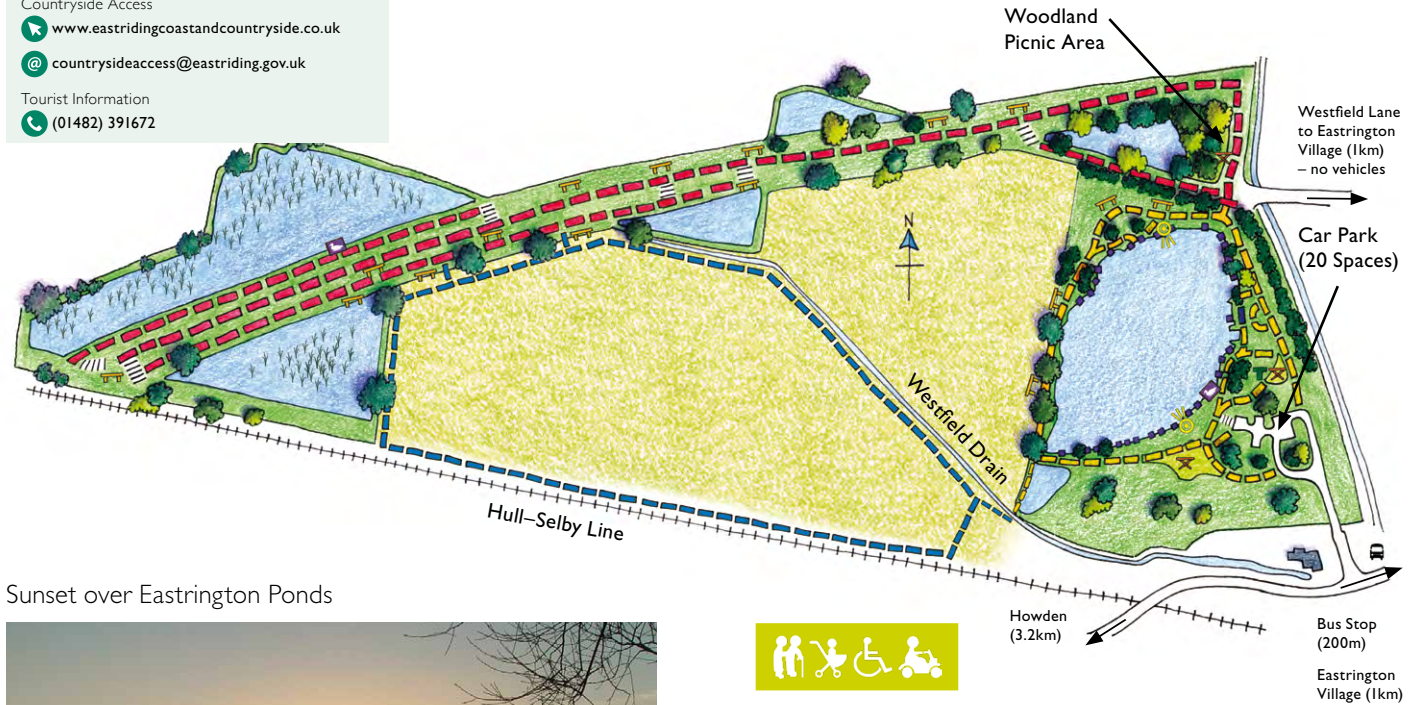 Countryside Access
www.eastridingcoastandcountryside.co.uk
@ countrysideaccess@eastriding.gov.uk
Tourist Information
(01482) 391672
Woodland
Picnic Area
Westfield Lane
to Eastrington
Village (1km)
– no vehicles
N
Car Park
(20 Spaces)
Westfield Drain
Hull–Selby Line
Sunset over Eastrington Ponds
Howden
(3.2km)
Bus Stop
(200m)
Eastrington
Village (1km)